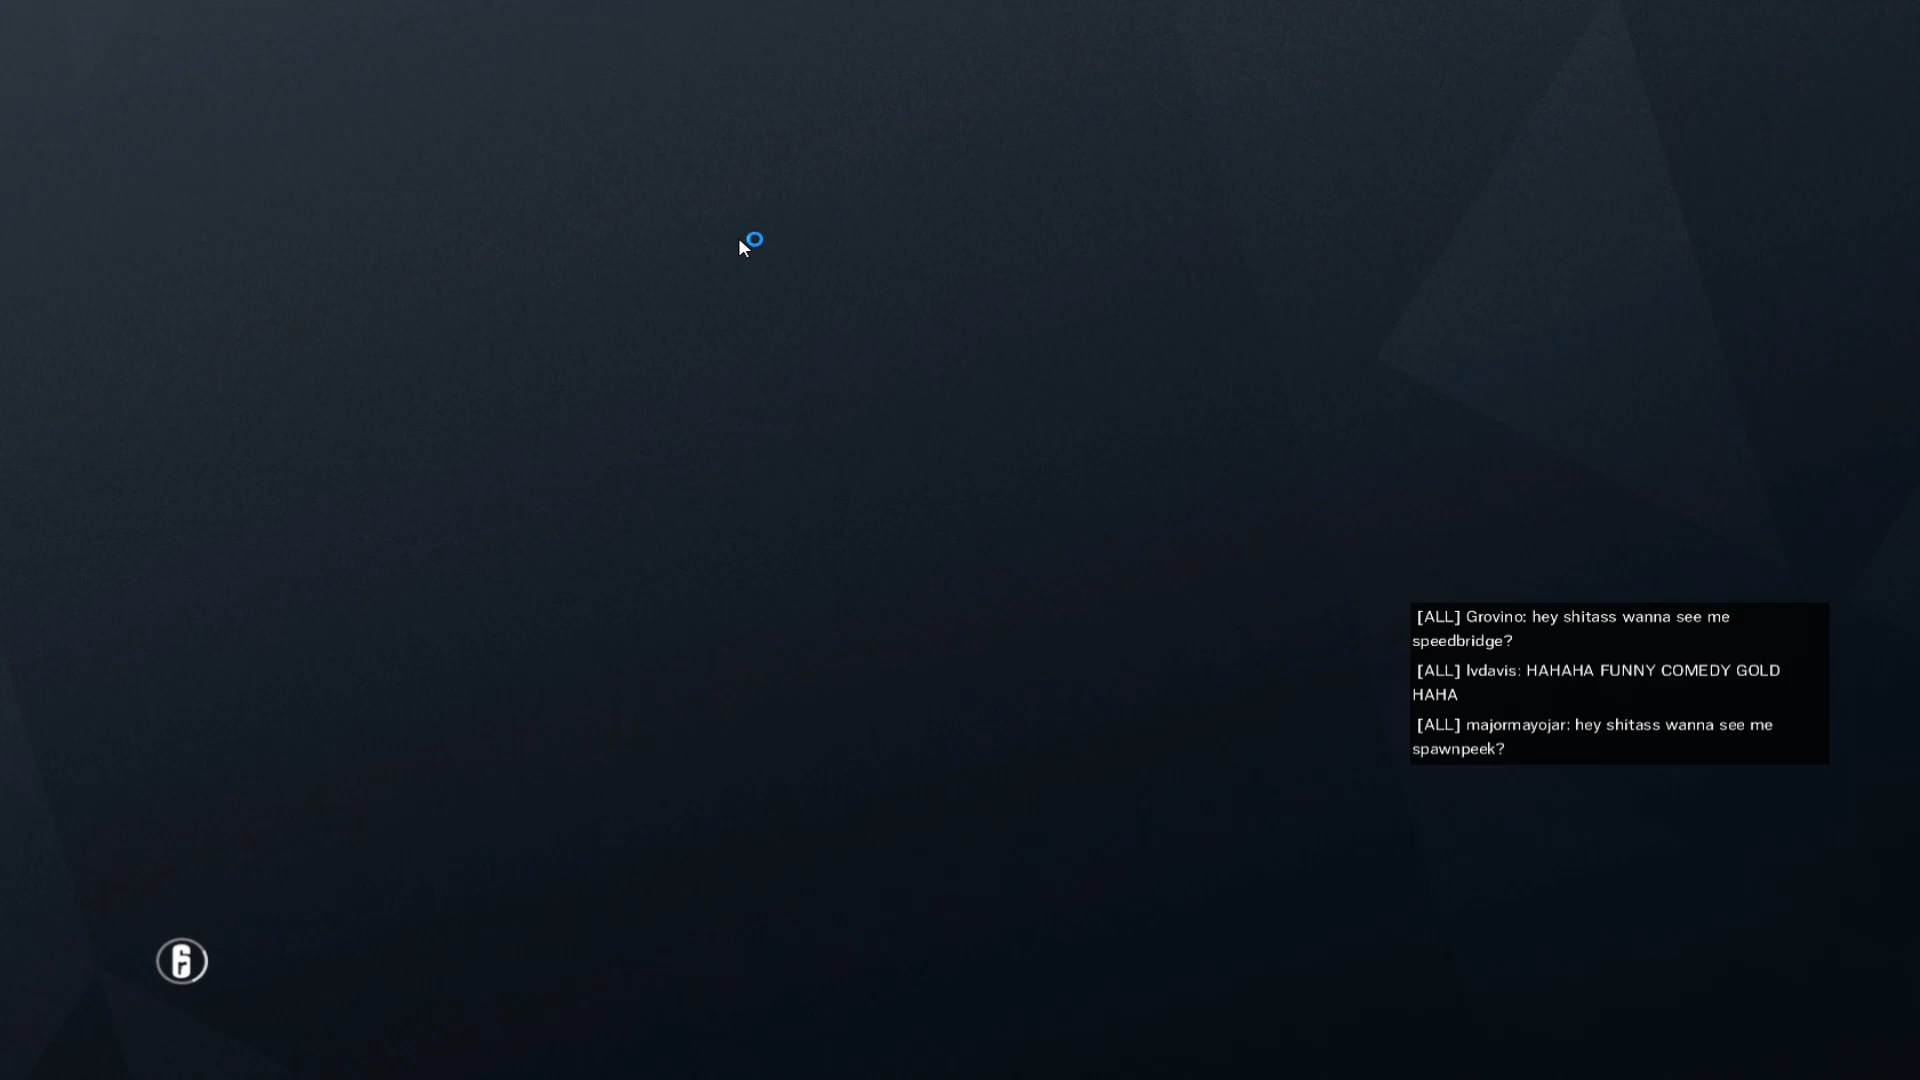 [ALL] Grovino: hey shitass wanna see me
speedbridge?
[ALL] lvdavis: HAHAHA FUNNY COMEDY GOLD
HAHA
[ALL] majormayojar: hey shitass wanna see me
spawnpeek?
6